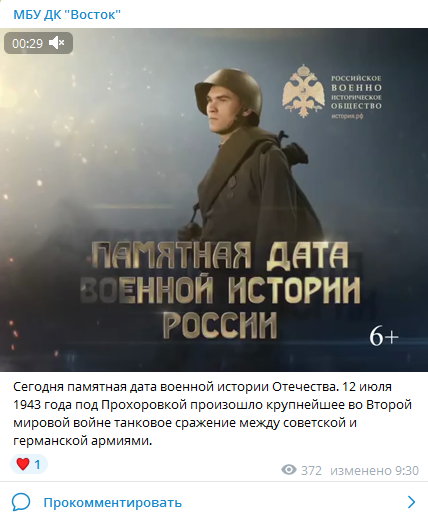 МБУ ДК "Восток"
00:29
РОССИЙСКОЕ
ВОЕННО
ИСТОРИЧЕСКОЕ
ОБЩЕСТВО
история.рф
ПАМЯТНАЯ ДАТА
ВОЕННОЙ ИСТОРИИ
РОССИИ
6+
Сегодня памятная дата военной истории Отечества. 12 июля
1943 года под Прохоровкой произошло крупнейшее во Второй
мировой войне танковое сражение между советской и
германской армиями.
1
372 изменено 9:30
Прокомментировать